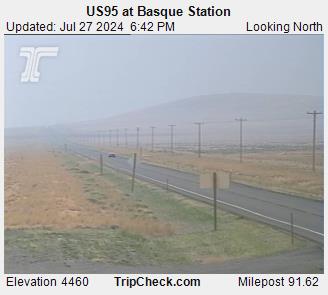 US95 at Basque Station
Updated: Jul 27 2024 6:42 PM Looking North
Elevation 4460 TripCheck.com Milepost 91.62